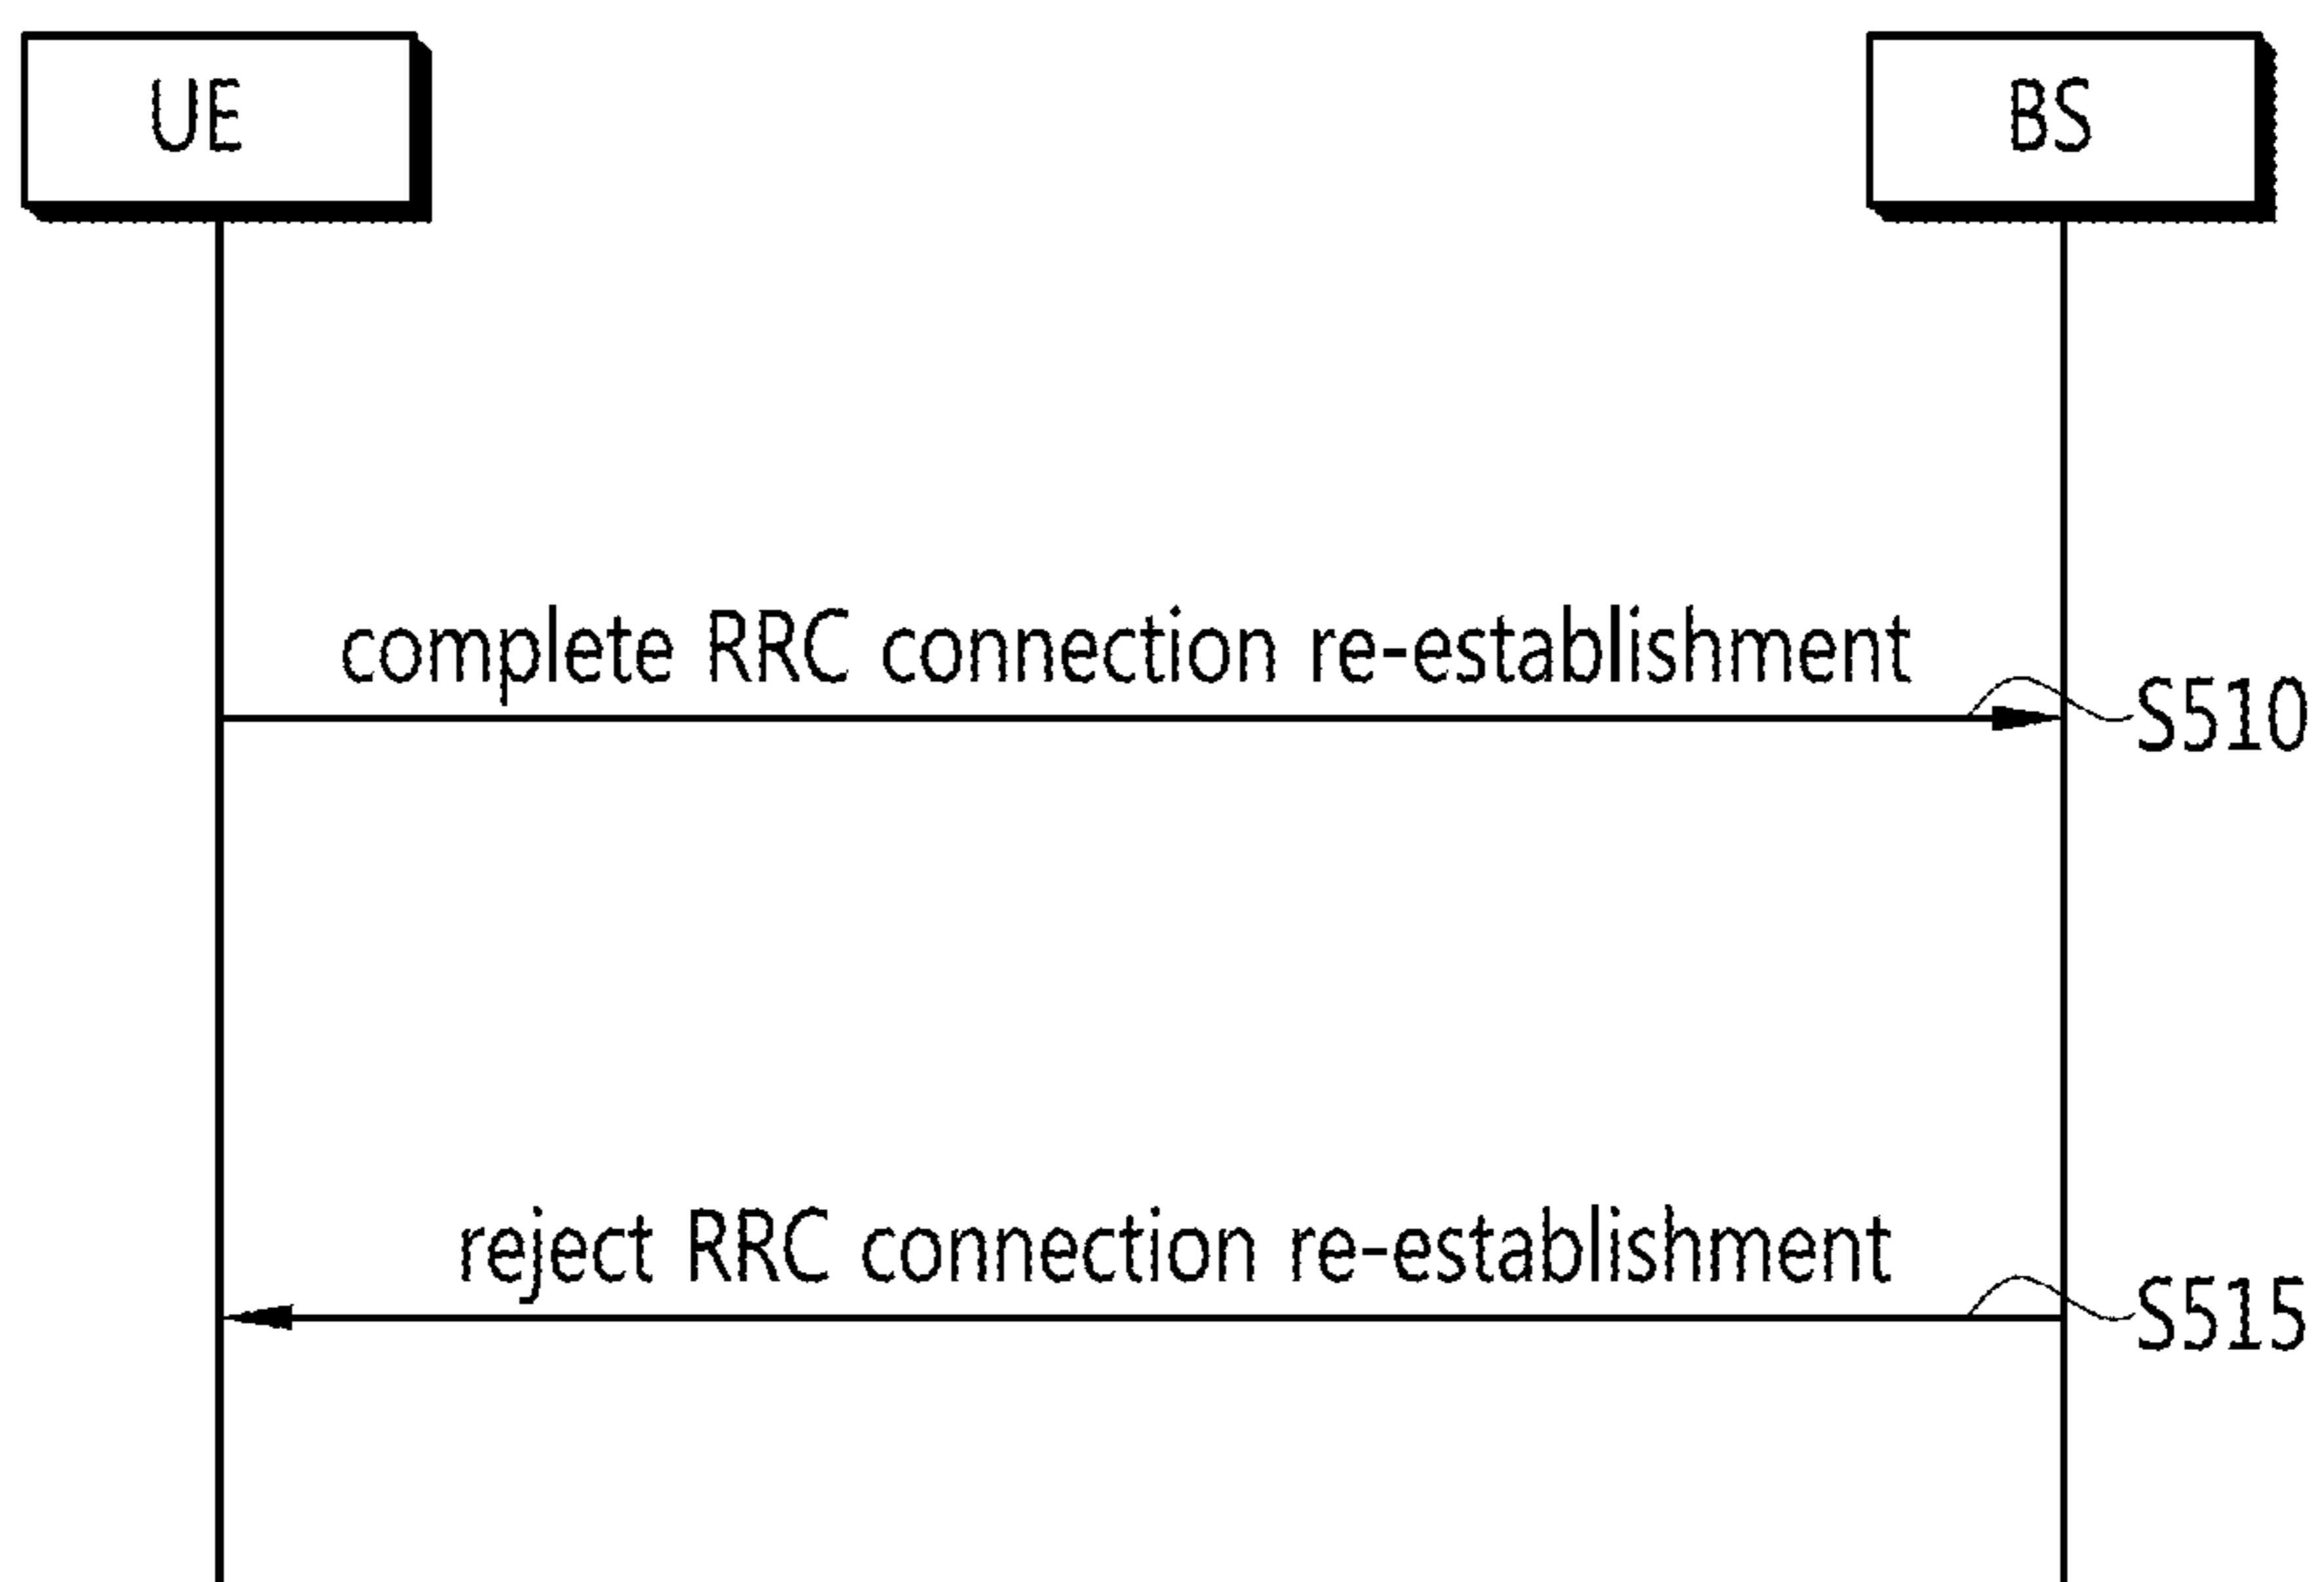 UE
BS
complete RRC connection re-establishment
S510
reject RRC connection re-establishment
S515